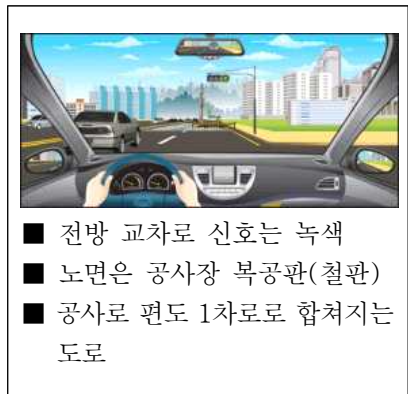 ■ 전방 교차로 신호는 녹색
■ 노면은 공사장 복공판(철판)
■ 공사로 편도 1차로로 합쳐지는
도로